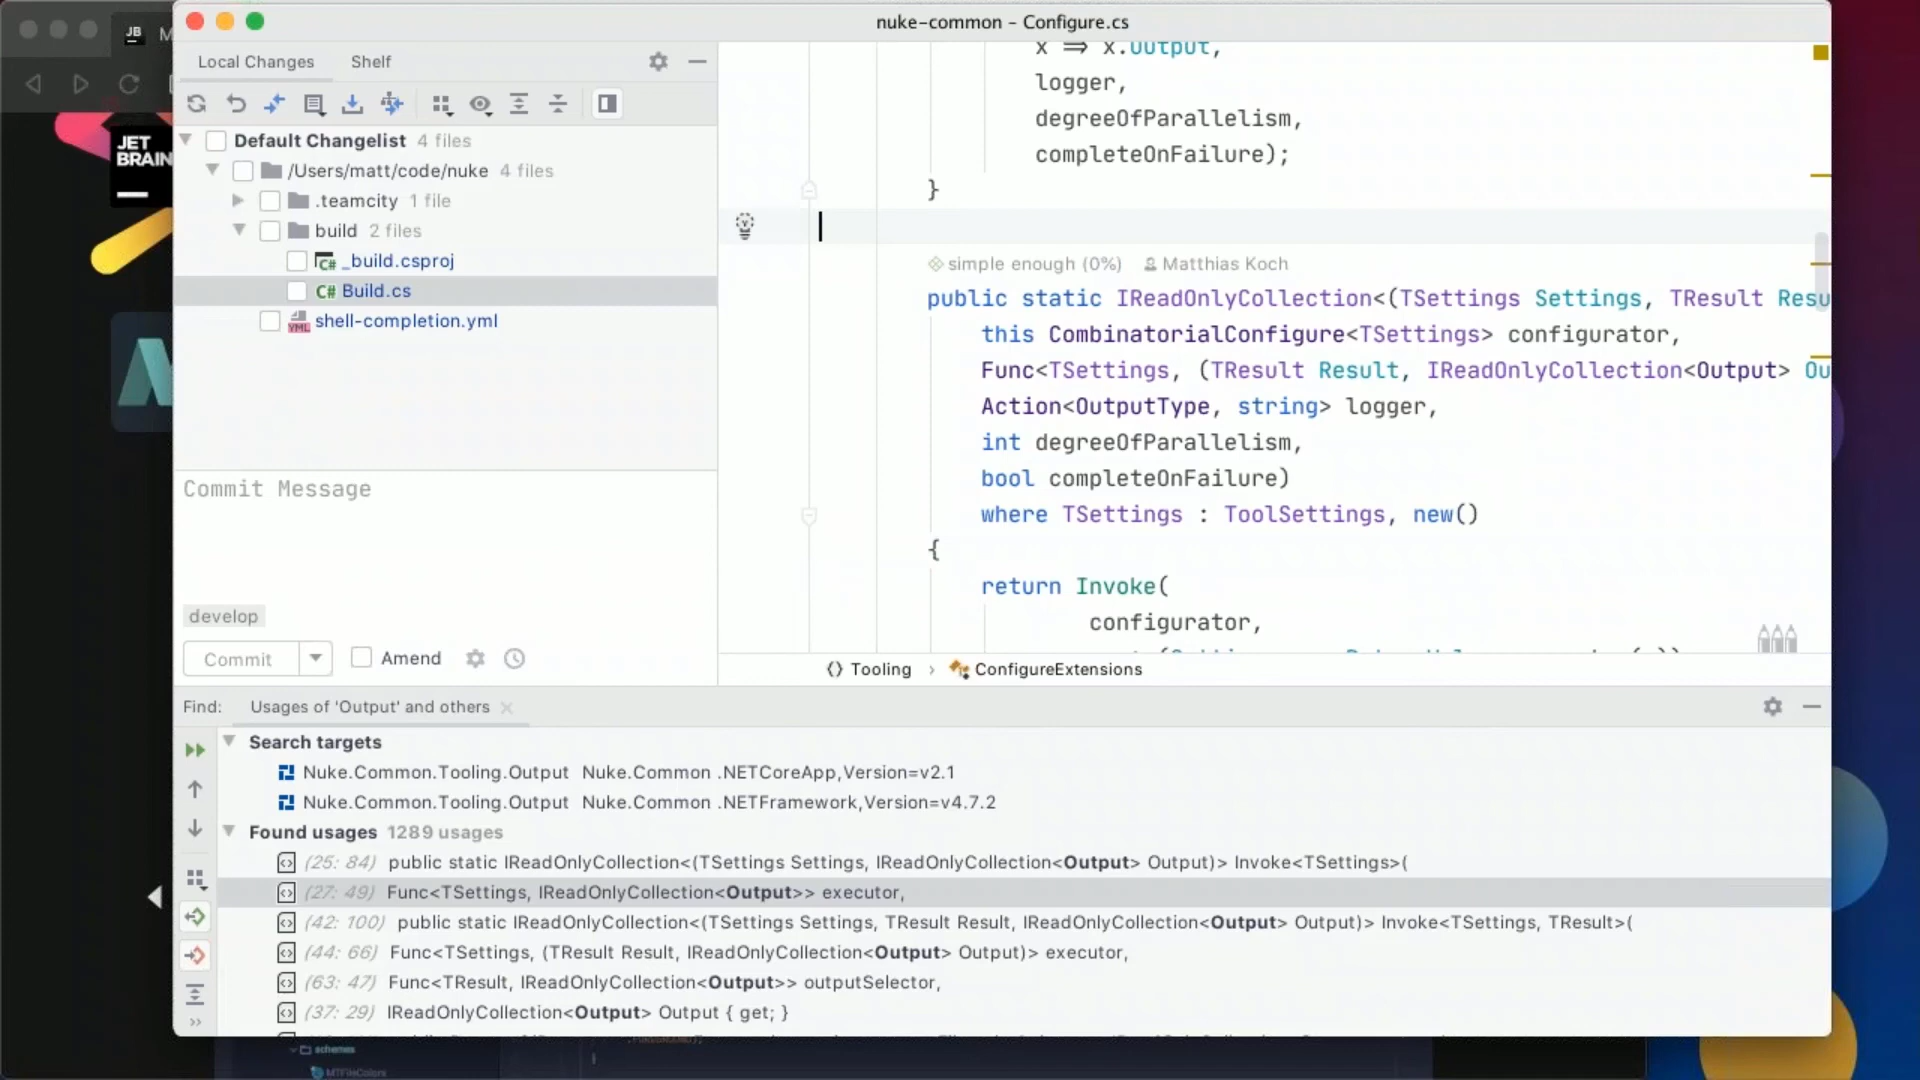 JB
nuke-common – Configure.cs
Local Changes
Shelf
JET
BRAIN
Default Changelist 4 files
/Users/matt/code/nuke 4 files
.teamcity 1 file
build 2 files
C# _build.csproj
C# Build.cs
YML shell-completion.yml
Commit Message
develop
Commit
Amend
x ⇒ x.Output,
logger,
degreeOfParallelism,
completeOnFailure);
}
simple enough (0%) Matthias Koch
public static IReadOnlyCollection<(TSettings Settings, TResult Resu
this CombinatorialConfigure<TSettings> configurator,
Func<TSettings, (TResult Result, IReadOnlyCollection<Output> Ou
Action<OutputType, string> logger,
int degreeOfParallelism,
bool completeOnFailure)
where TSettings : ToolSettings, new()
{
return Invoke(
configurator,
{} Tooling › ConfigureExtensions
Find: Usages of 'Output' and others
Search targets
Nuke.Common.Tooling.Output Nuke.Common .NETCoreApp,Version=v2.1
Nuke.Common.Tooling.Output Nuke.Common .NETFramework,Version=v4.7.2
Found usages 1289 usages
(25: 84) public static IReadOnlyCollection<(TSettings Settings, IReadOnlyCollection<Output> Output)> Invoke<TSettings>(
(27: 49) Func<TSettings, IReadOnlyCollection<Output>> executor,
(42: 100) public static IReadOnlyCollection<(TSettings Settings, TResult Result, IReadOnlyCollection<Output> Output)> Invoke<TSettings, TResult>(
(44: 66) Func<TSettings, (TResult Result, IReadOnlyCollection<Output> Output)> executor,
(63: 47) Func<TResult, IReadOnlyCollection<Output>> outputSelector,
(37: 29) IReadOnlyCollection<Output> Output { get; }
schemes
MTFileColors